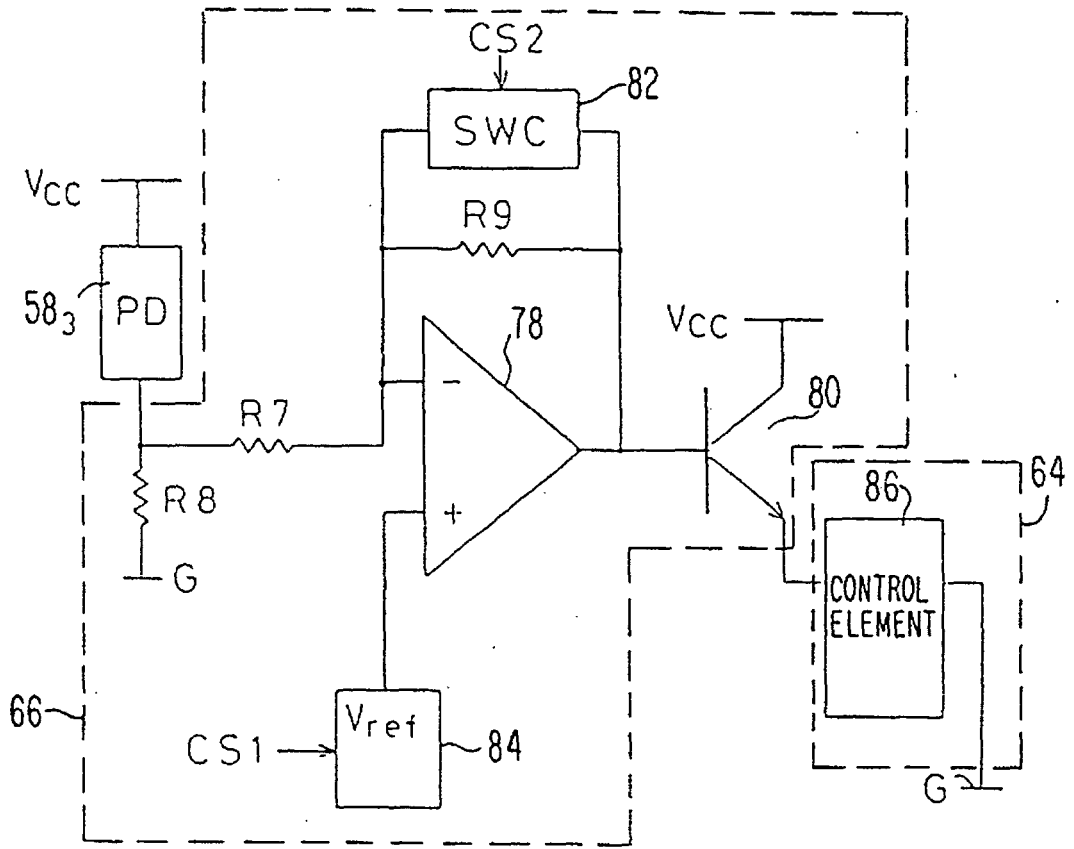 CS2
82
SWC
VCC
R9
58₃
PD
78
VCC
−
R7
80
R8
86
64
+
G
CONTROL
ELEMENT
66
Vref
CS1
84
G